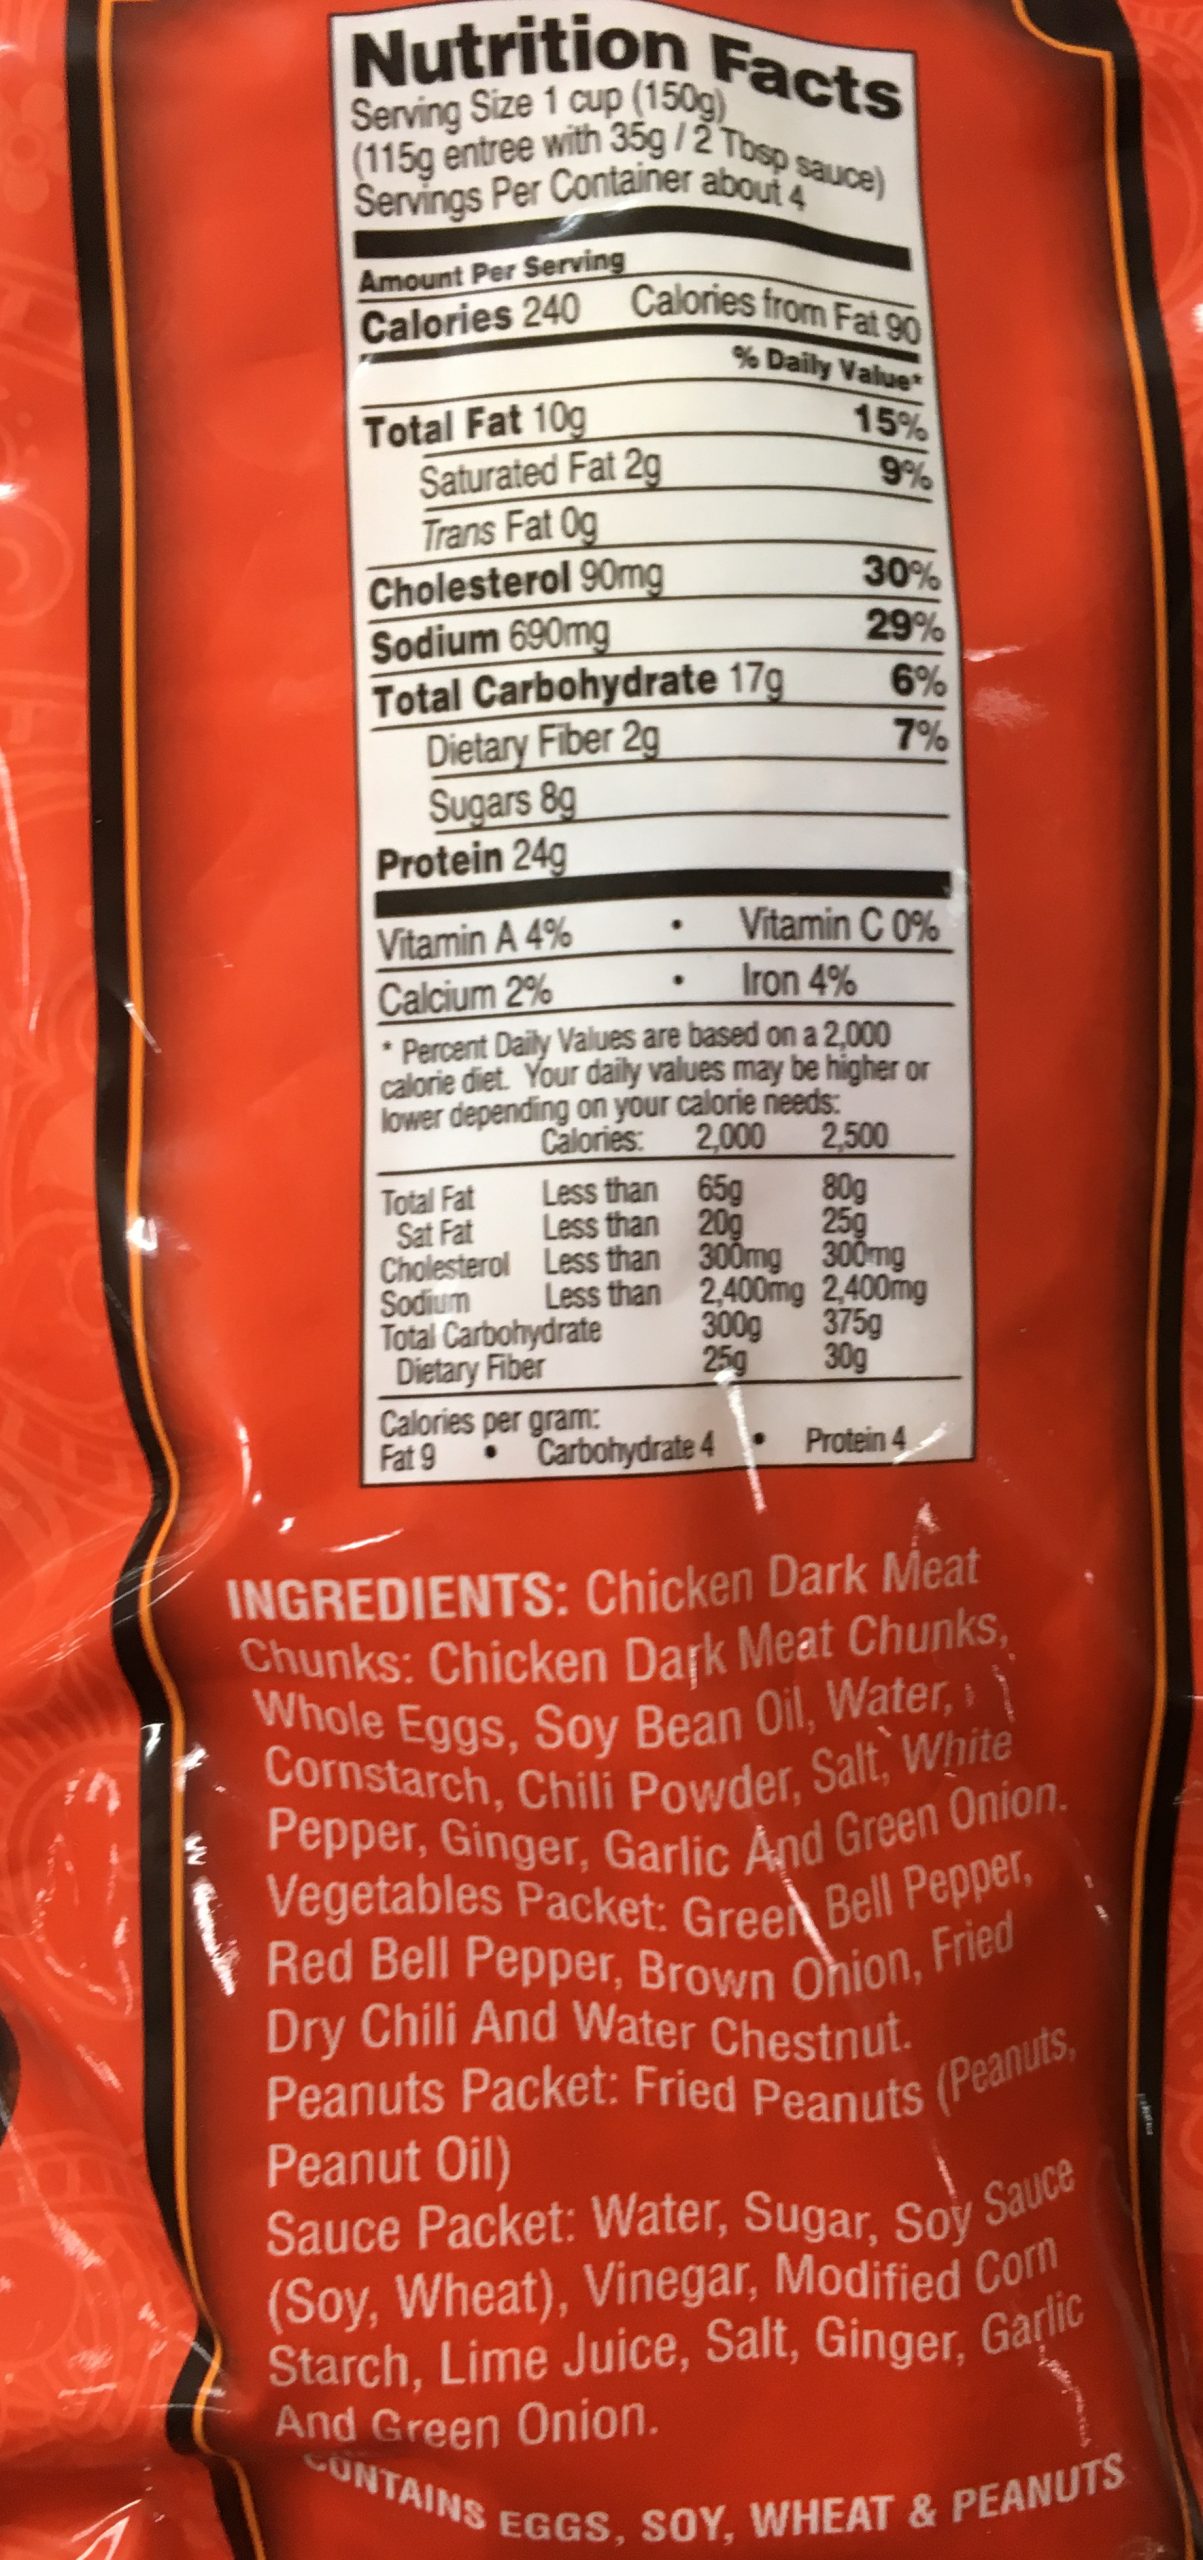 Nutrition Facts
Serving Size 1 cup (150g)
(115g entree with 35g / 2 Tbsp sauce)
Servings Per Container about 4
Amount Per Serving
Calories 240 Calories from Fat 90
% Daily Value*
Total Fat 10g 15%
Saturated Fat 2g 9%
Trans Fat 0g
Cholesterol 90mg 30%
Sodium 690mg 29%
Total Carbohydrate 17g 6%
Dietary Fiber 2g 7%
Sugars 8g
Protein 24g
Vitamin A 4% • Vitamin C 0%
Calcium 2% • Iron 4%
* Percent Daily Values are based on a 2,000
calorie diet. Your daily values may be higher or
lower depending on your calorie needs:
Calories: 2,000 2,500
Total Fat Less than 65g 80g
Sat Fat Less than 20g 25g
Cholesterol Less than 300mg 300mg
Sodium Less than 2,400mg 2,400mg
Total Carbohydrate 300g 375g
Dietary Fiber 25g 30g
Calories per gram:
Fat 9 • Carbohydrate 4 • Protein 4
INGREDIENTS: Chicken Dark Meat
Chunks: Chicken Dark Meat Chunks,
Whole Eggs, Soy Bean Oil, Water,
Cornstarch, Chili Powder, Salt, White
Pepper, Ginger, Garlic And Green Onion.
Vegetables Packet: Green Bell Pepper,
Red Bell Pepper, Brown Onion, Fried
Dry Chili And Water Chestnut.
Peanuts Packet: Fried Peanuts (Peanuts,
Peanut Oil)
Sauce Packet: Water, Sugar, Soy Sauce
(Soy, Wheat), Vinegar, Modified Corn
Starch, Lime Juice, Salt, Ginger, Garlic
And Green Onion.
CONTAINS EGGS, SOY, WHEAT & PEANUTS